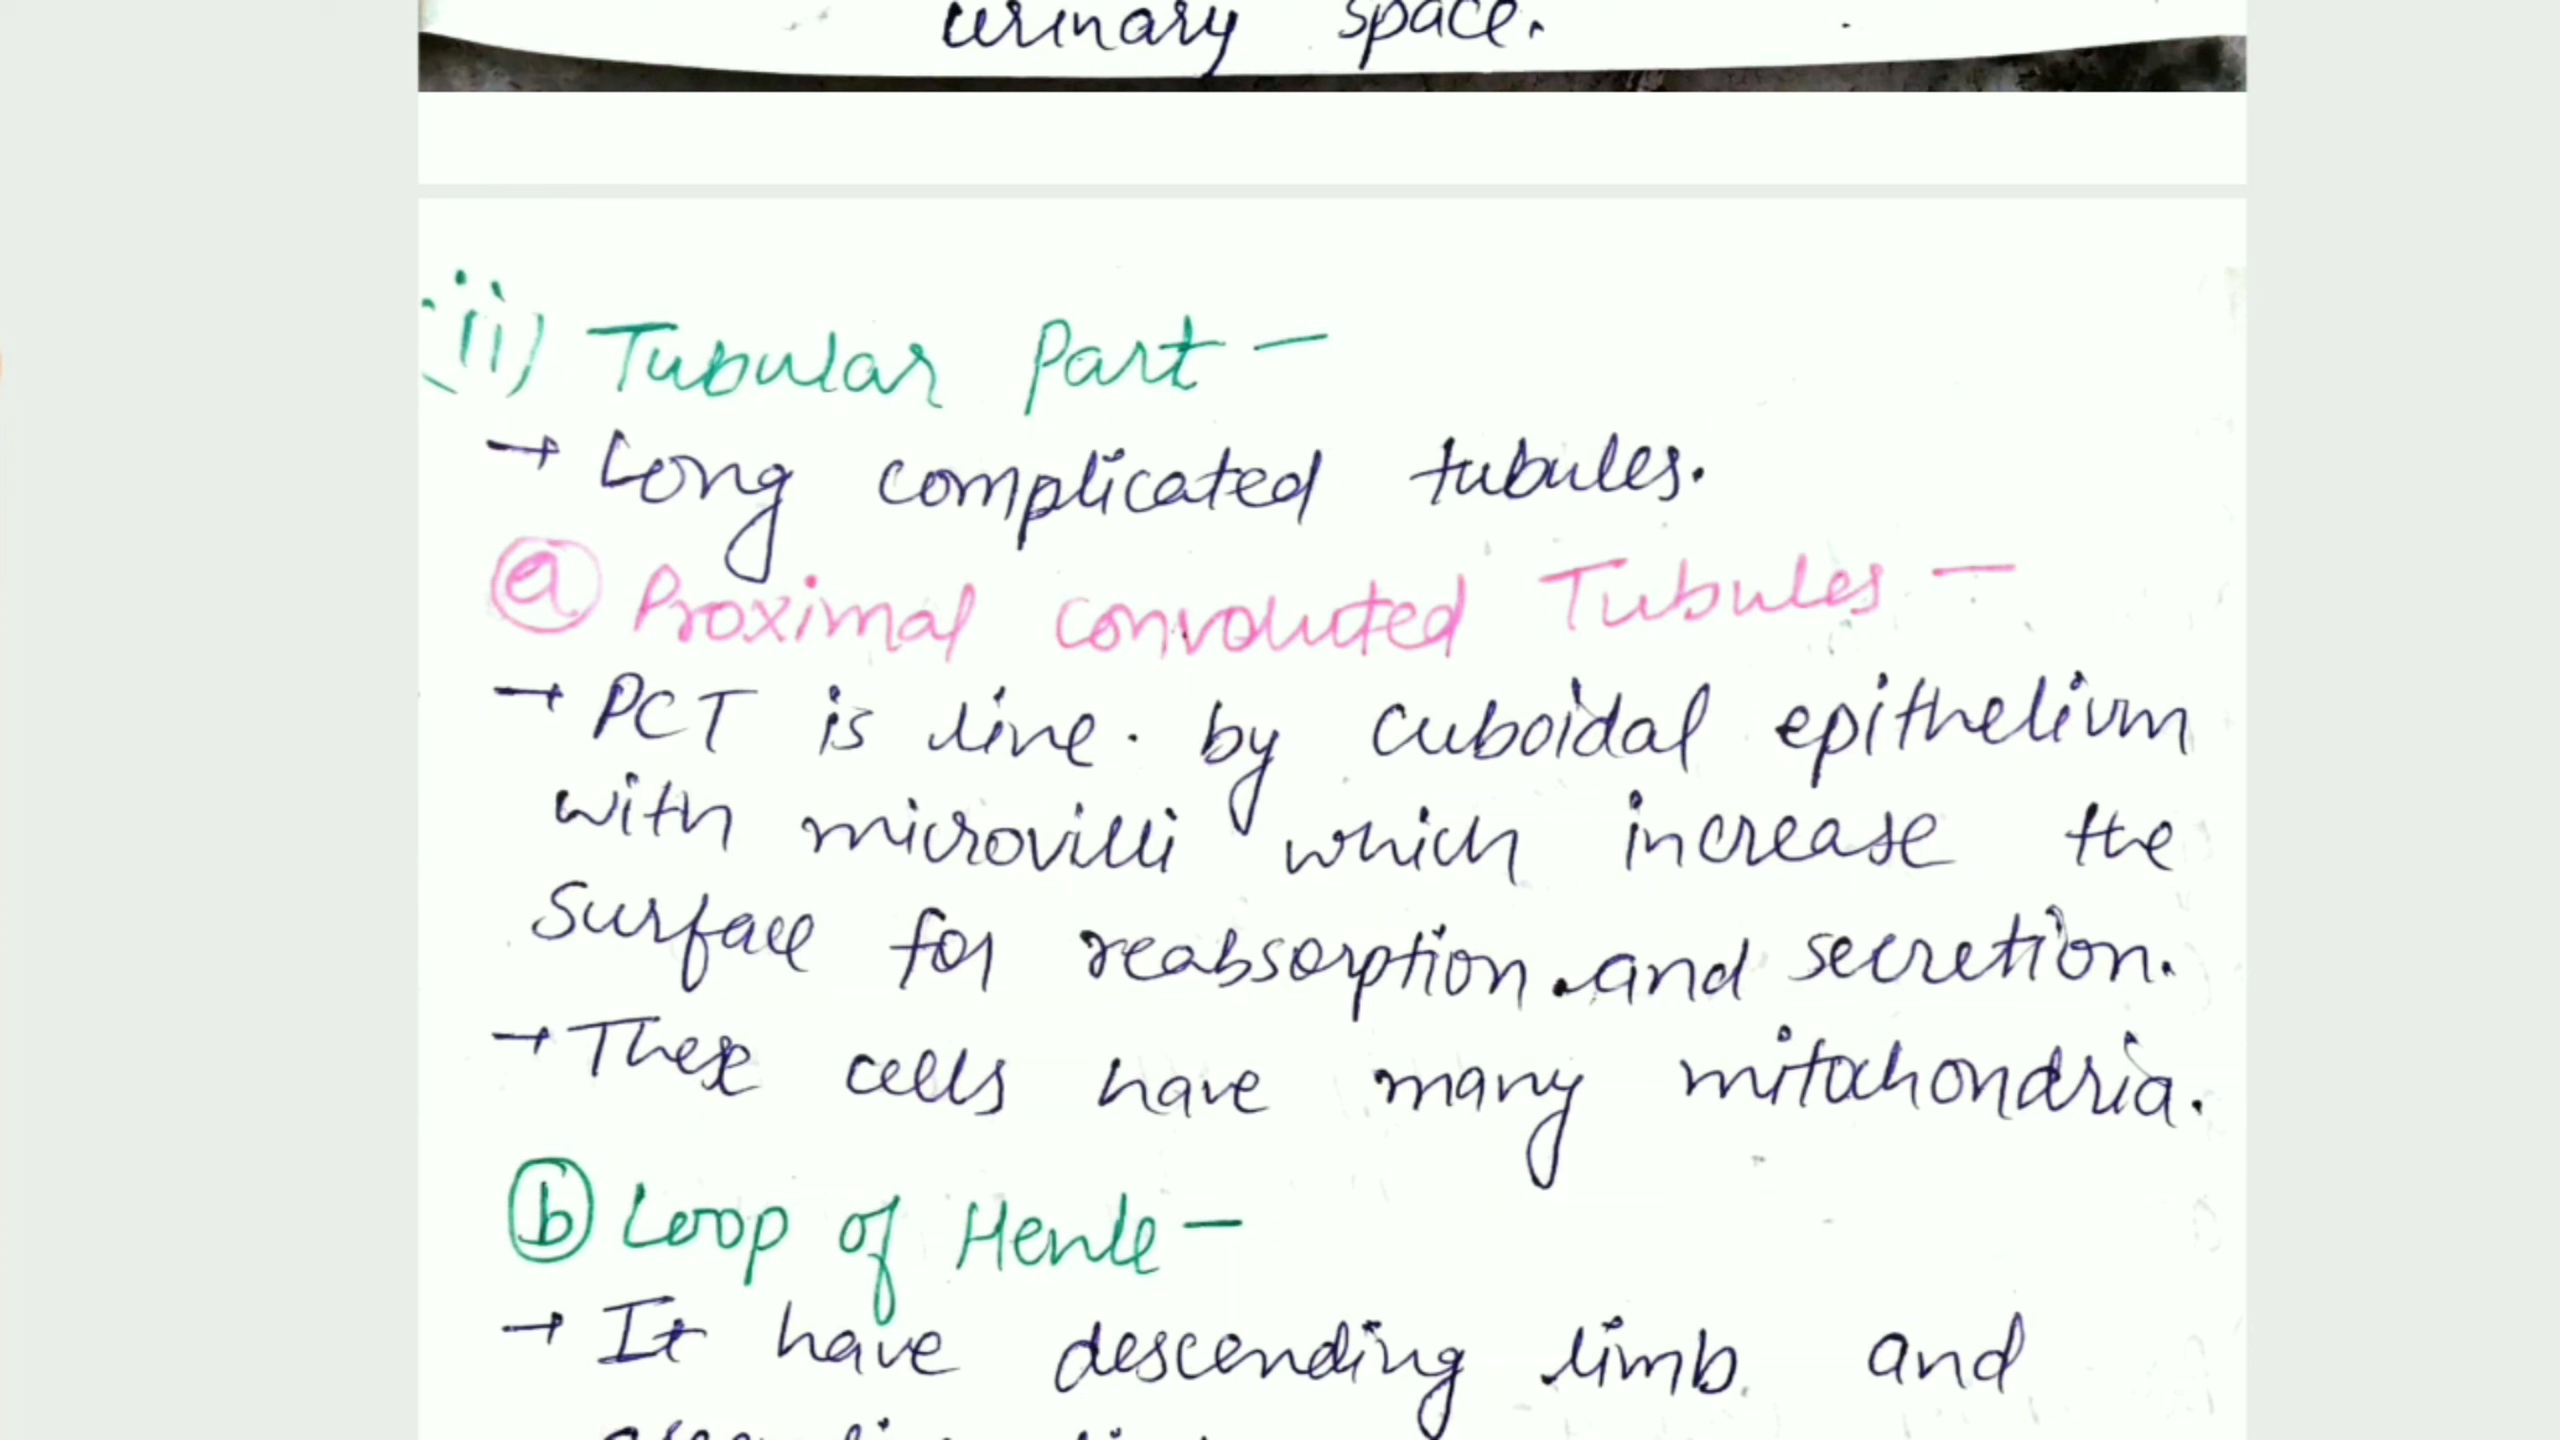 urinary space.
(ii) Tubular Part —
→ Long complicated tubules.
ⓐ Proximal convoluted Tubules —
→ PCT is line by cuboidal epithelium
with microvilli which increase the
surface for reabsorption and secretion.
→ These cells have many mitochondria.
ⓑ Loop of Henle —
→ It have descending limb and